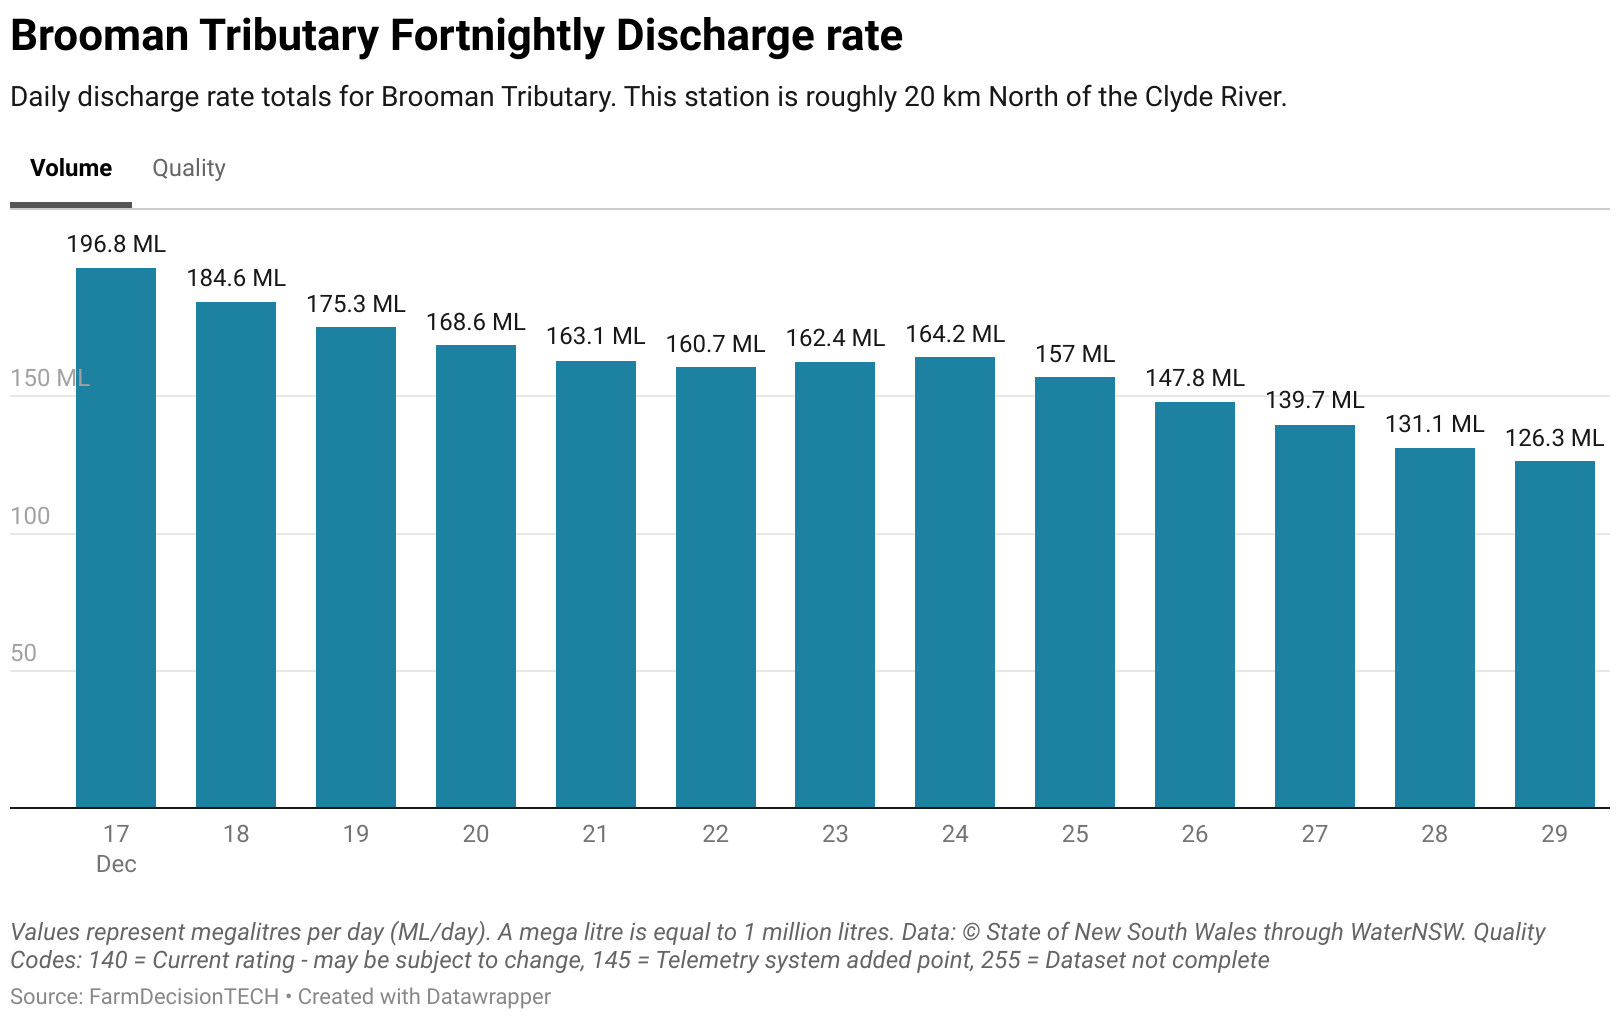 Brooman Tributary Fortnightly Discharge rate
Daily discharge rate totals for Brooman Tributary. This station is roughly 20 km North of the Clyde River.
Volume Quality
196.8 ML
184.6 ML
175.3 ML
168.6 ML
163.1 ML
160.7 ML
162.4 ML
164.2 ML
157 ML
147.8 ML
139.7 ML
131.1 ML
126.3 ML
150 ML
100
50
17 18 19 20 21 22 23 24 25 26 27 28 29
Dec
Values represent megalitres per day (ML/day). A mega litre is equal to 1 million litres. Data: © State of New South Wales through WaterNSW. Quality
Codes: 140 = Current rating - may be subject to change, 145 = Telemetry system added point, 255 = Dataset not complete
Source: FarmDecisionTECH • Created with Datawrapper